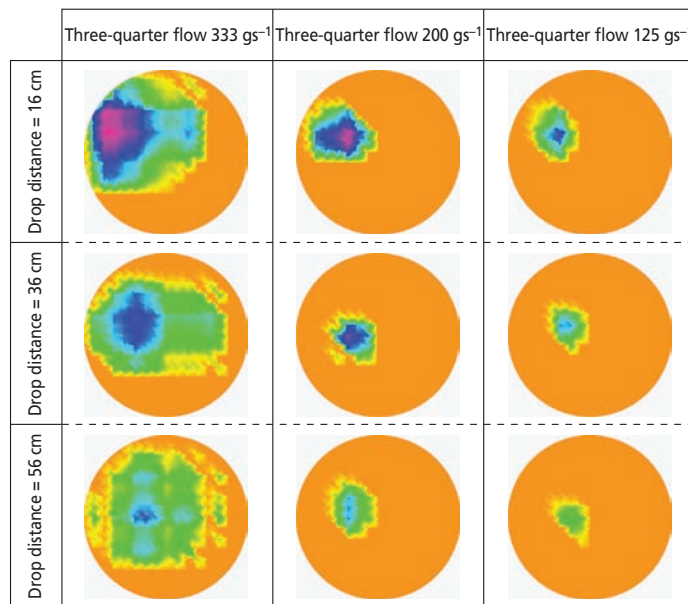 Three-quarter flow 333 gs⁻¹
Three-quarter flow 200 gs⁻¹
Three-quarter flow 125 gs⁻
Drop distance = 16 cm
Drop distance = 36 cm
Drop distance = 56 cm